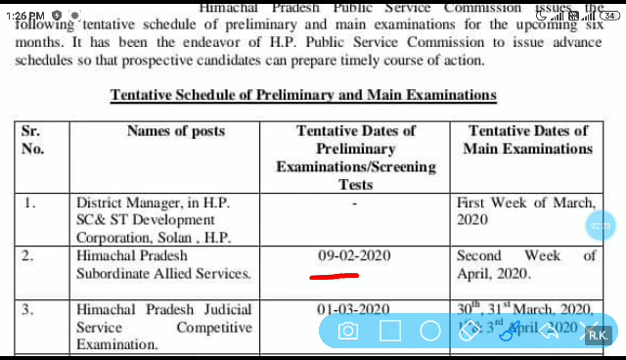 Himachal Pradesh Public Service Commission issues the
1:26 PM
34
following tentative schedule of preliminary and main examinations for the upcoming six
months. It has been the endeavor of H.P. Public Service Commission to issue advance
schedules so that prospective candidates can prepare timely course of action.
Tentative Schedule of Preliminary and Main Examinations
Sr. No.
Names of posts
Tentative Dates of
Preliminary
Examinations/Screening
Tests
Tentative Dates of
Main Examinations
1.
District Manager, in H.P.
SC& ST Development
Corporation, Solan , H.P.
-
First Week of March,
2020
2.
Himachal Pradesh
Subordinate Allied Services.
09-02-2020
Second Week of
April, 2020.
3.
Himachal Pradesh Judicial
Service Competitive
Examination.
01-03-2020
30th, 31st March, 2020,
& 3rd April, 2020
R.K.